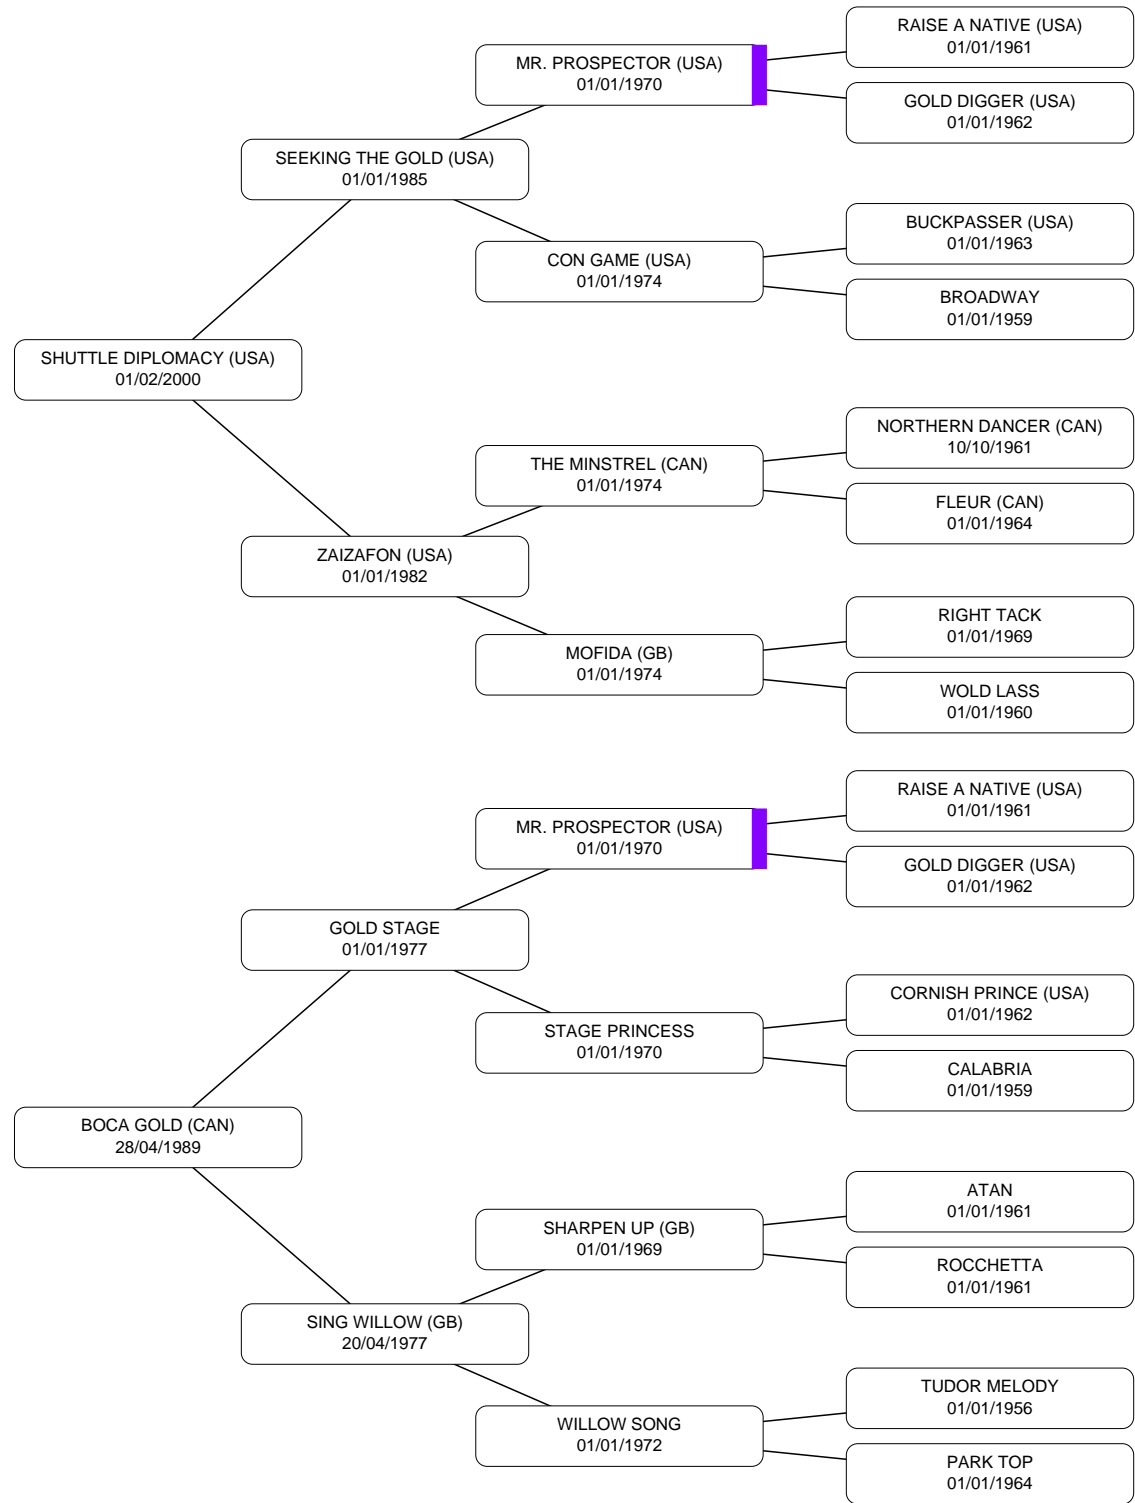 RAISE A NATIVE (USA)
01/01/1961
MR. PROSPECTOR (USA)
01/01/1970
GOLD DIGGER (USA)
01/01/1962
SEEKING THE GOLD (USA)
01/01/1985
BUCKPASSER (USA)
01/01/1963
CON GAME (USA)
01/01/1974
BROADWAY
01/01/1959
SHUTTLE DIPLOMACY (USA)
01/02/2000
NORTHERN DANCER (CAN)
10/10/1961
THE MINSTREL (CAN)
01/01/1974
FLEUR (CAN)
01/01/1964
ZAIZAFON (USA)
01/01/1982
RIGHT TACK
01/01/1969
MOFIDA (GB)
01/01/1974
WOLD LASS
01/01/1960
RAISE A NATIVE (USA)
01/01/1961
MR. PROSPECTOR (USA)
01/01/1970
GOLD DIGGER (USA)
01/01/1962
GOLD STAGE
01/01/1977
CORNISH PRINCE (USA)
01/01/1962
STAGE PRINCESS
01/01/1970
CALABRIA
01/01/1959
BOCA GOLD (CAN)
28/04/1989
ATAN
01/01/1961
SHARPEN UP (GB)
01/01/1969
ROCCHETTA
01/01/1961
SING WILLOW (GB)
20/04/1977
TUDOR MELODY
01/01/1956
WILLOW SONG
01/01/1972
PARK TOP
01/01/1964